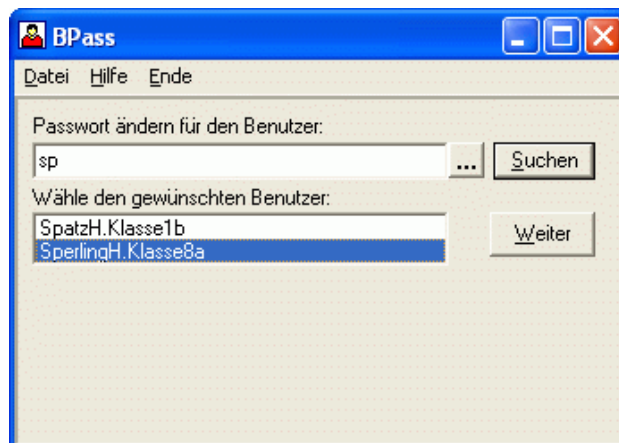 BPass
Datei Hilfe Ende
Passwort ändern für den Benutzer:
sp ... Suchen
Wähle den gewünschten Benutzer:
SpatzH.Klasse1b
SperlingH.Klasse8a
Weiter